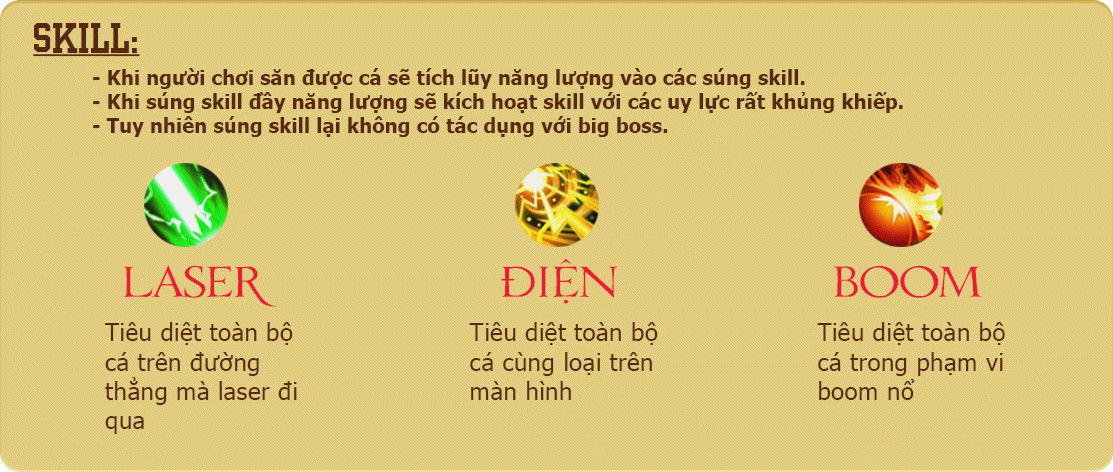 SKILL:
- Khi người chơi săn được cá sẽ tích lũy năng lượng vào các súng skill.
- Khi súng skill đầy năng lượng sẽ kích hoạt skill với các uy lực rất khủng khiếp.
- Tuy nhiên súng skill lại không có tác dụng với big boss.
LASER
Tiêu diệt toàn bộ
cá trên đường
thẳng mà laser đi
qua
ĐIỆN
Tiêu diệt toàn bộ
cá cùng loại trên
màn hình
BOOM
Tiêu diệt toàn bộ
cá trong phạm vi
boom nổ